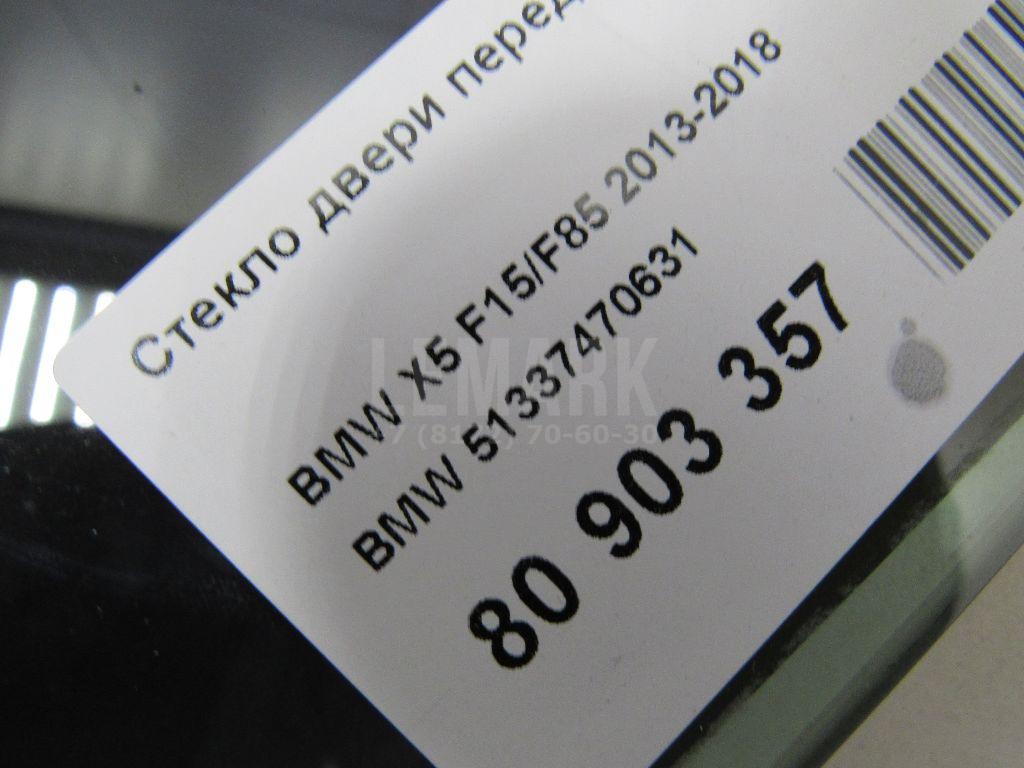 Стекло двери перед
BMW X5 F15/F85 2013-2018
BMW 51337470631
80 903 357
LEMARK